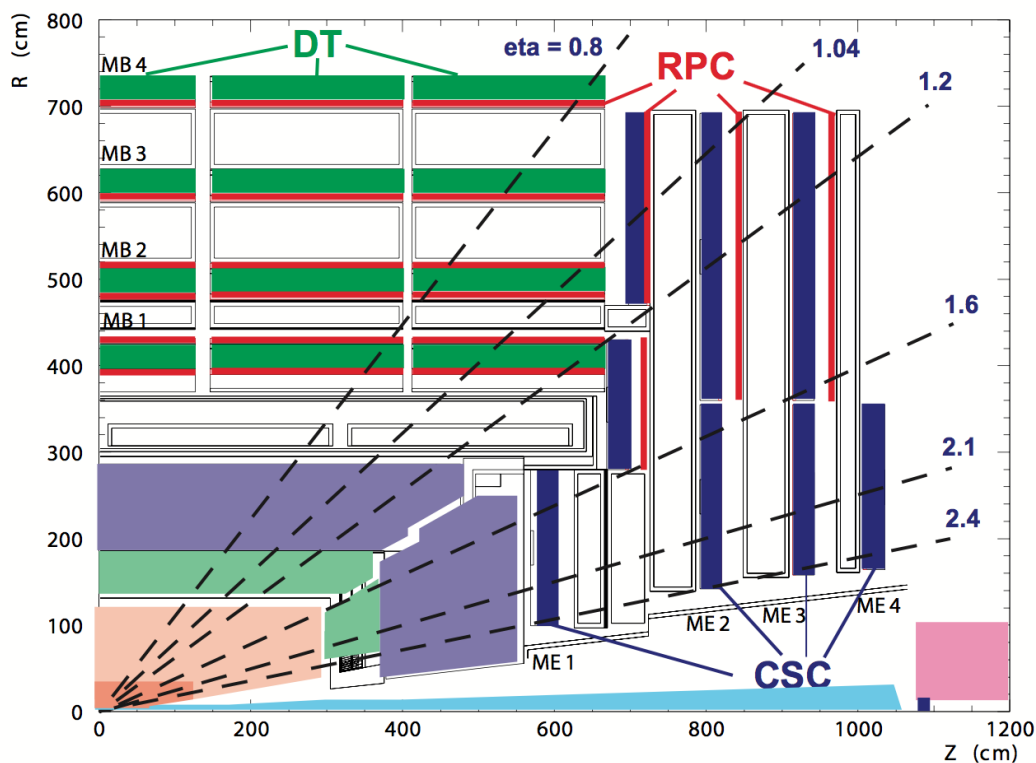 R (cm)
800
700
600
500
400
300
200
100
0
MB 4
MB 3
MB 2
MB 1
DT
eta = 0.8
1.04
RPC
1.2
1.6
2.1
2.4
ME 1
ME 2
ME 3
ME 4
CSC
0
200
400
600
800
1000
1200
Z (cm)